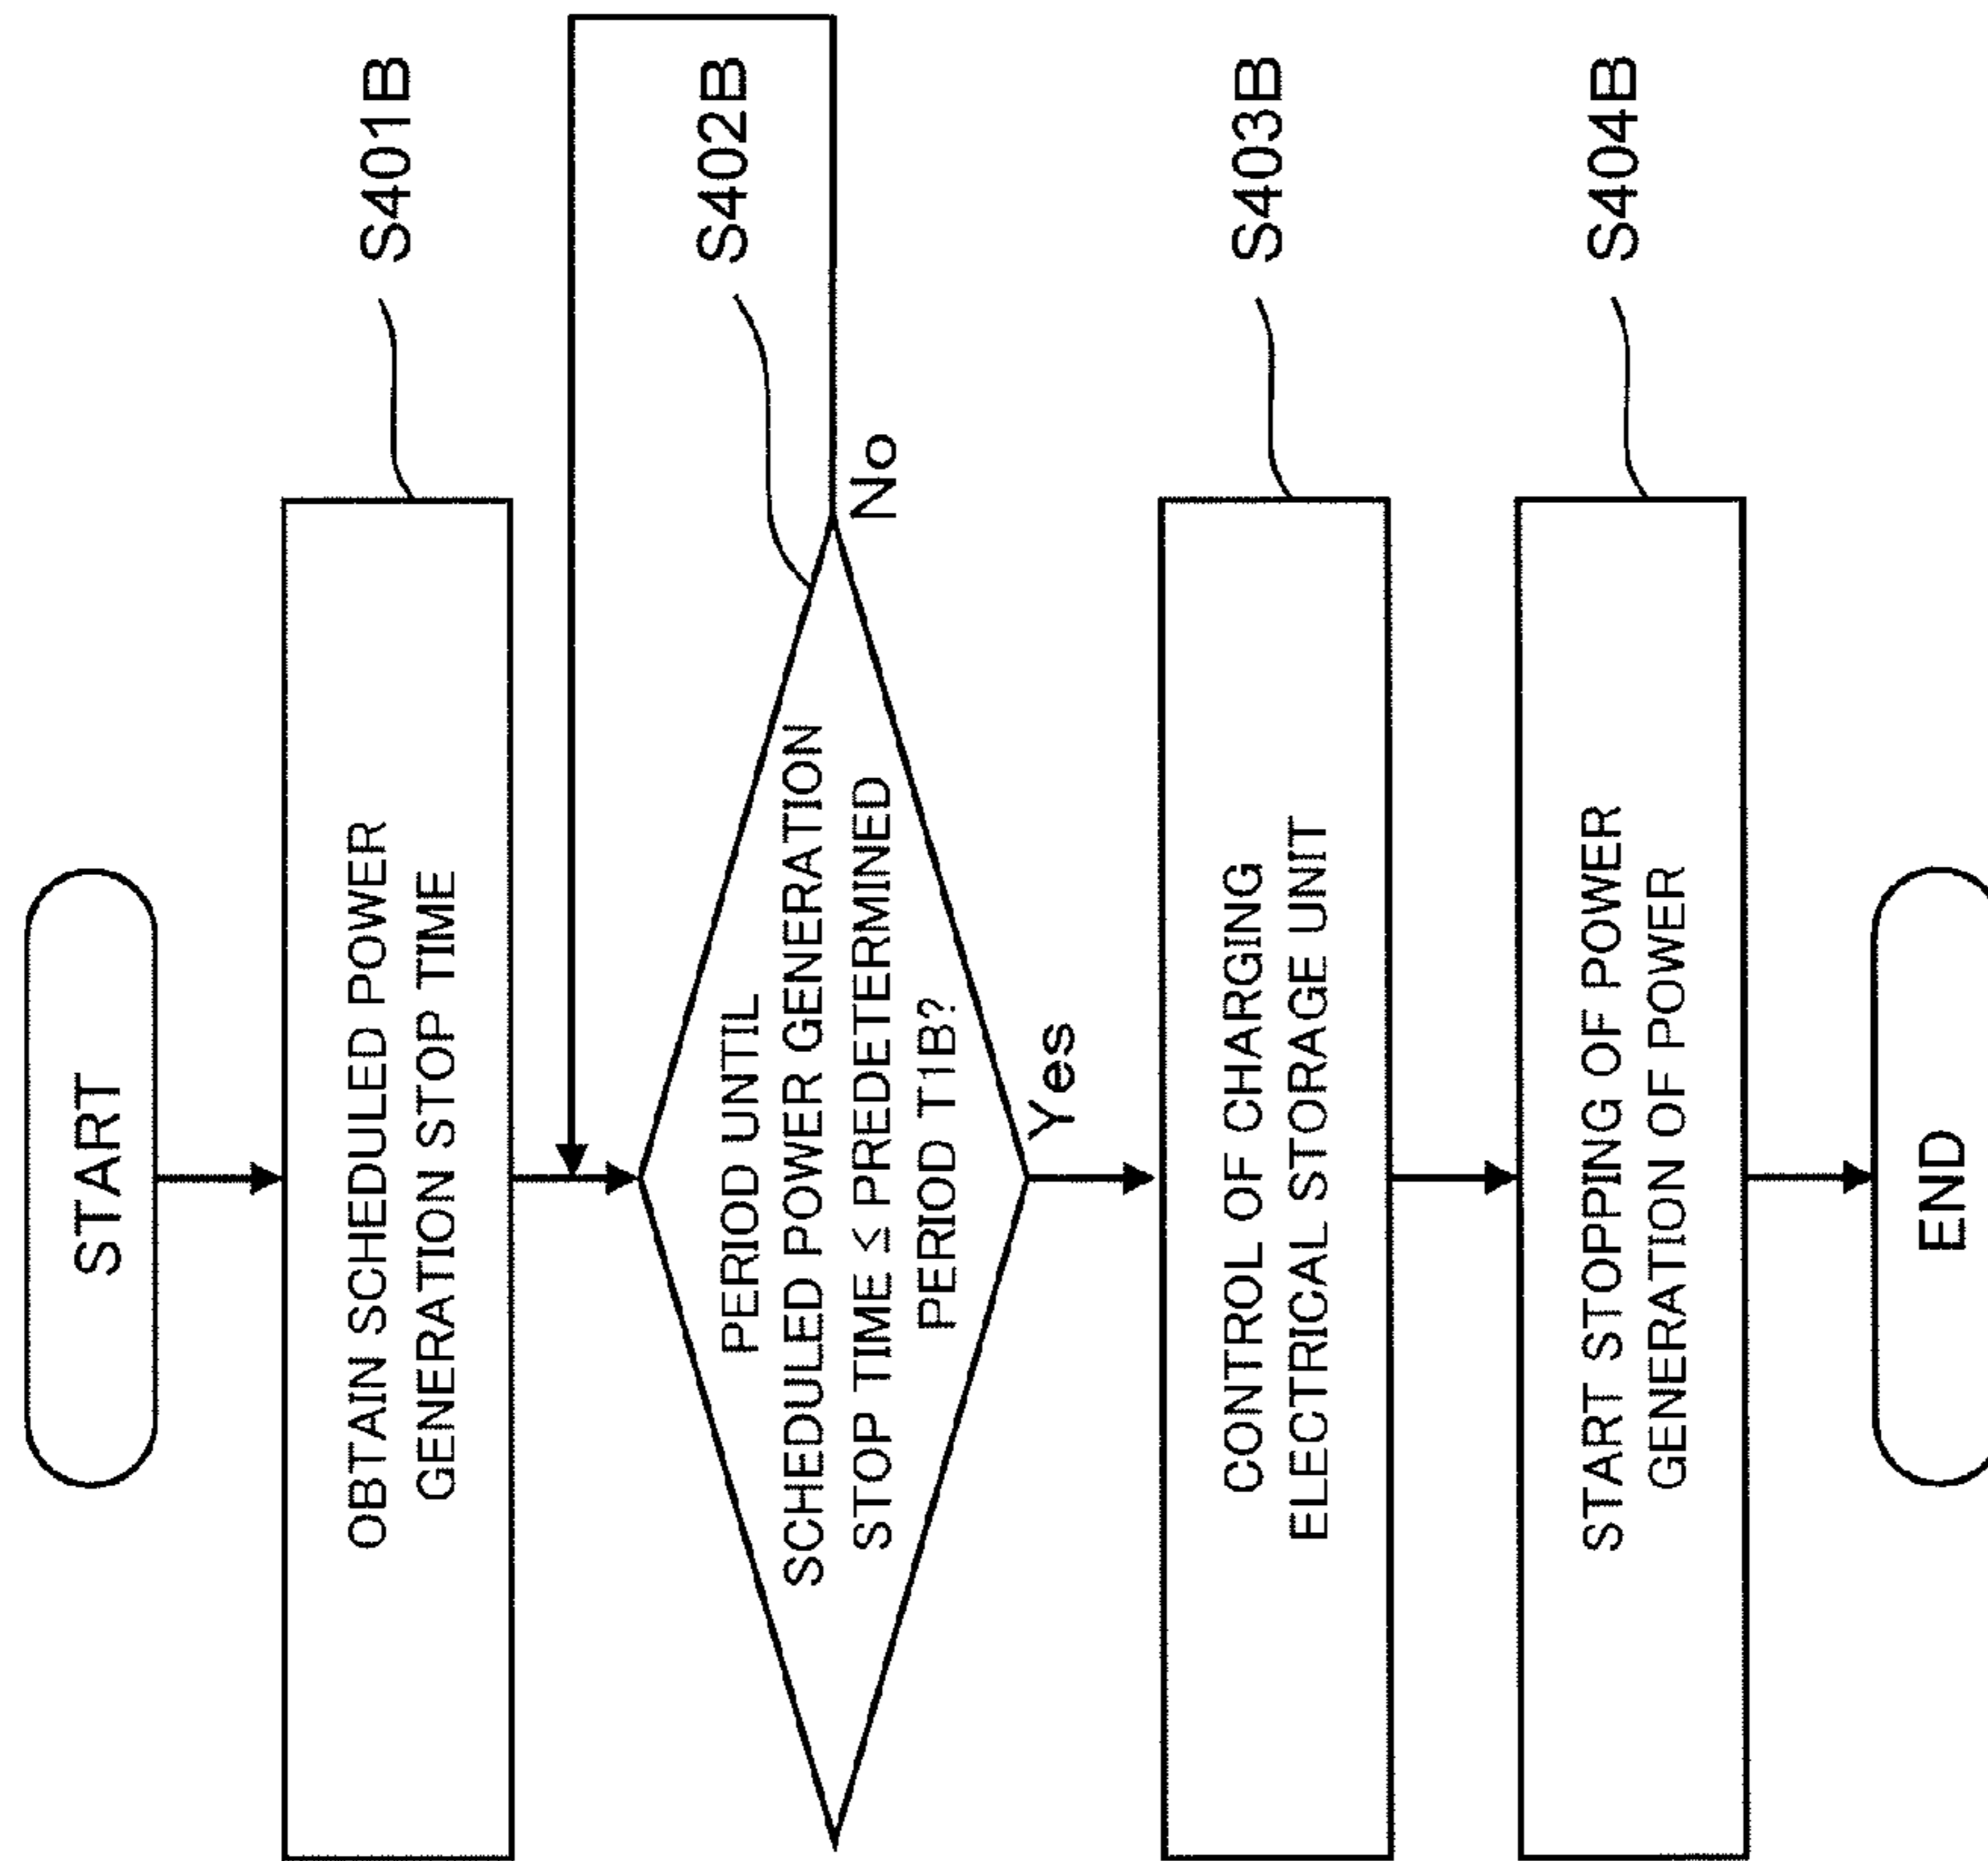 START
OBTAIN SCHEDULED POWER
GENERATION STOP TIME
S401B
PERIOD UNTIL
SCHEDULED POWER GENERATION
STOP TIME ≤ PREDETERMINED
PERIOD T1B?
S402B
No
Yes
CONTROL OF CHARGING
ELECTRICAL STORAGE UNIT
S403B
START STOPPING OF POWER
GENERATION OF POWER
S404B
END